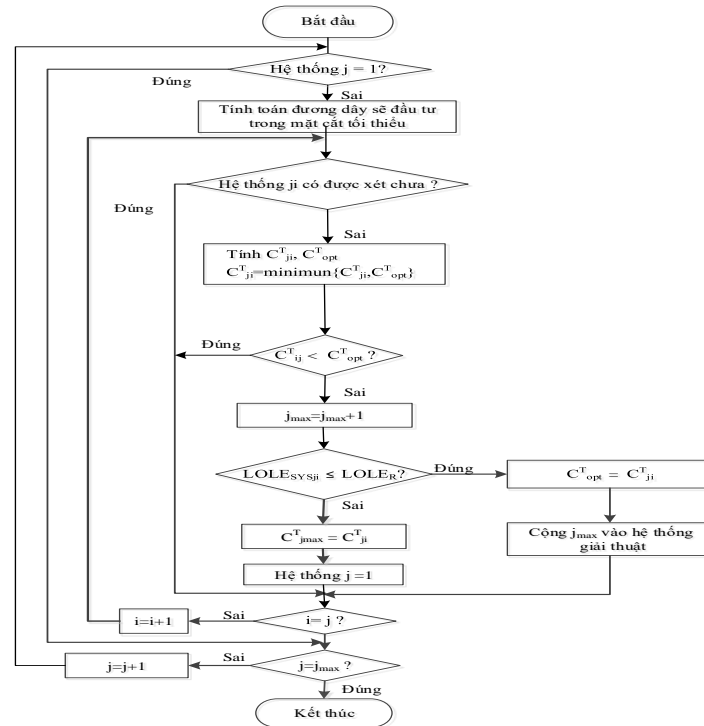 Bắt đầu
Hệ thống j = 1?
Đúng
Sai
Tính toán đương dây sẽ đầu tư
trong mặt cắt tối thiểu
Hệ thống ji có được xét chưa ?
Đúng
Sai
Tính C^T_ji, C^T_opt
C^T_ji=minimun{C^T_ji,C^T_opt}
Đúng
C^T_ij < C^T_opt ?
Sai
j_max=j_max+1
LOLE_SYSji ≤ LOLE_R?
Đúng
C^T_opt = C^T_ji
Sai
C^T_jmax = C^T_ji
Cộng j_max vào hệ thống
giải thuật
Hệ thống j =1
i=i+1
Sai
i= j ?
j=j+1
Sai
j=j_max ?
Đúng
Kết thúc